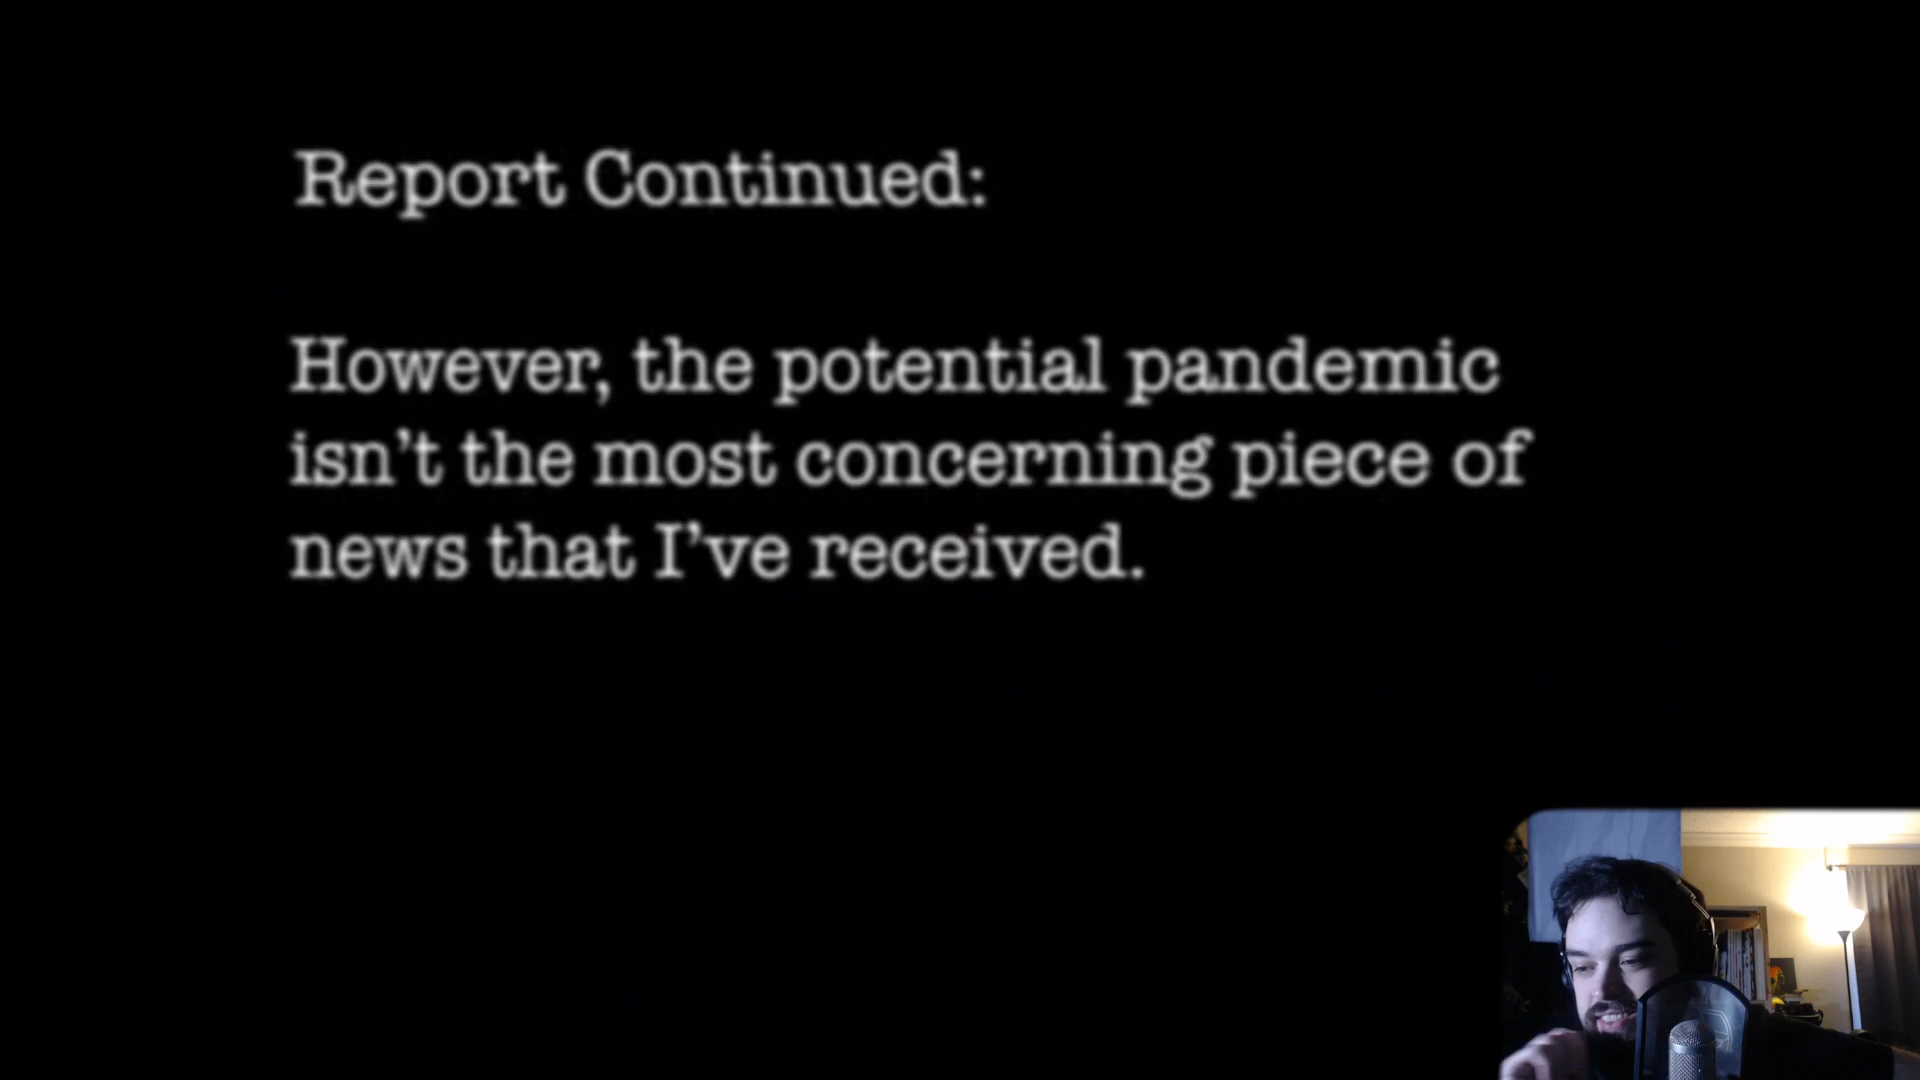 Report Continued:
However, the potential pandemic
isn’t the most concerning piece of
news that I’ve received.